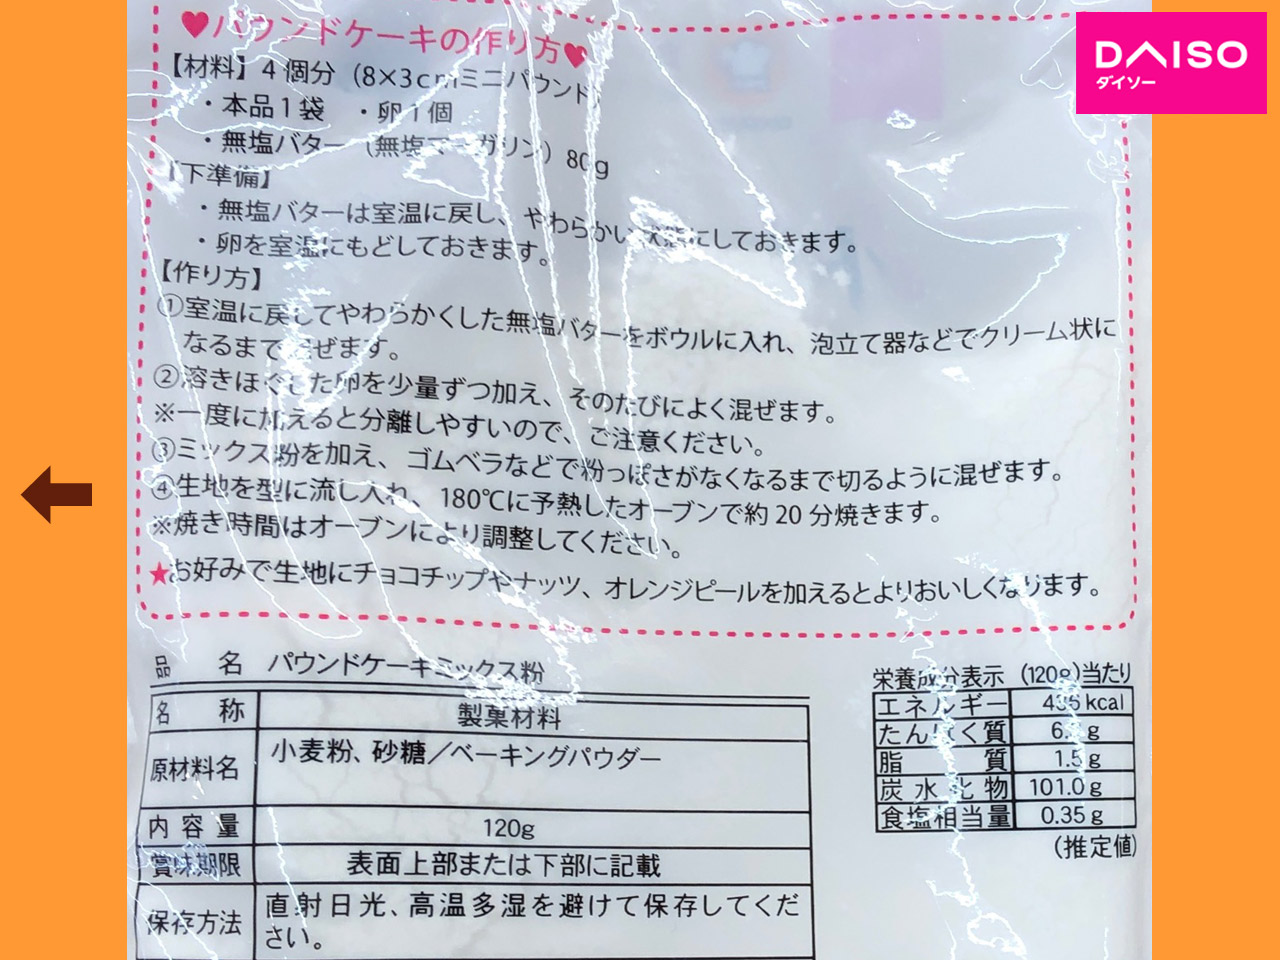 DAISO
ダイソー
♥パウンドケーキの作り方♥
【材料】4個分（8×3cmミニパウンド）
・本品1袋 ・卵1個
・無塩バター（無塩マーガリン）80g
【下準備】
・無塩バターは室温に戻し、やわらかい状態にしておきます。
・卵を室温にもどしておきます。
【作り方】
①室温に戻してやわらかくした無塩バターをボウルに入れ、泡立て器などでクリーム状に
なるまで混ぜます。
②溶きほぐした卵を少量ずつ加え、そのたびによく混ぜます。
※一度に加えると分離しやすいので、ご注意ください。
③ミックス粉を加え、ゴムベラなどで粉っぽさがなくなるまで切るように混ぜます。
④生地を型に流し入れ、180℃に予熱したオーブンで約20分焼きます。
※焼き時間はオーブンにより調整してください。
★お好みで生地にチョコチップやナッツ、オレンジピールを加えるとよりおいしくなります。
品名 パウンドケーキミックス粉
名称 製菓材料
原材料名 小麦粉、砂糖／ベーキングパウダー
内容量 120g
賞味期限 表面上部または下部に記載
保存方法 直射日光、高温多湿を避けて保存してくだ
さい。
栄養成分表示 (120g)当たり
エネルギー kcal
たんぱく質 g
脂質 1.5g
炭水化物 101.0g
食塩相当量 0.35g
(推定値)